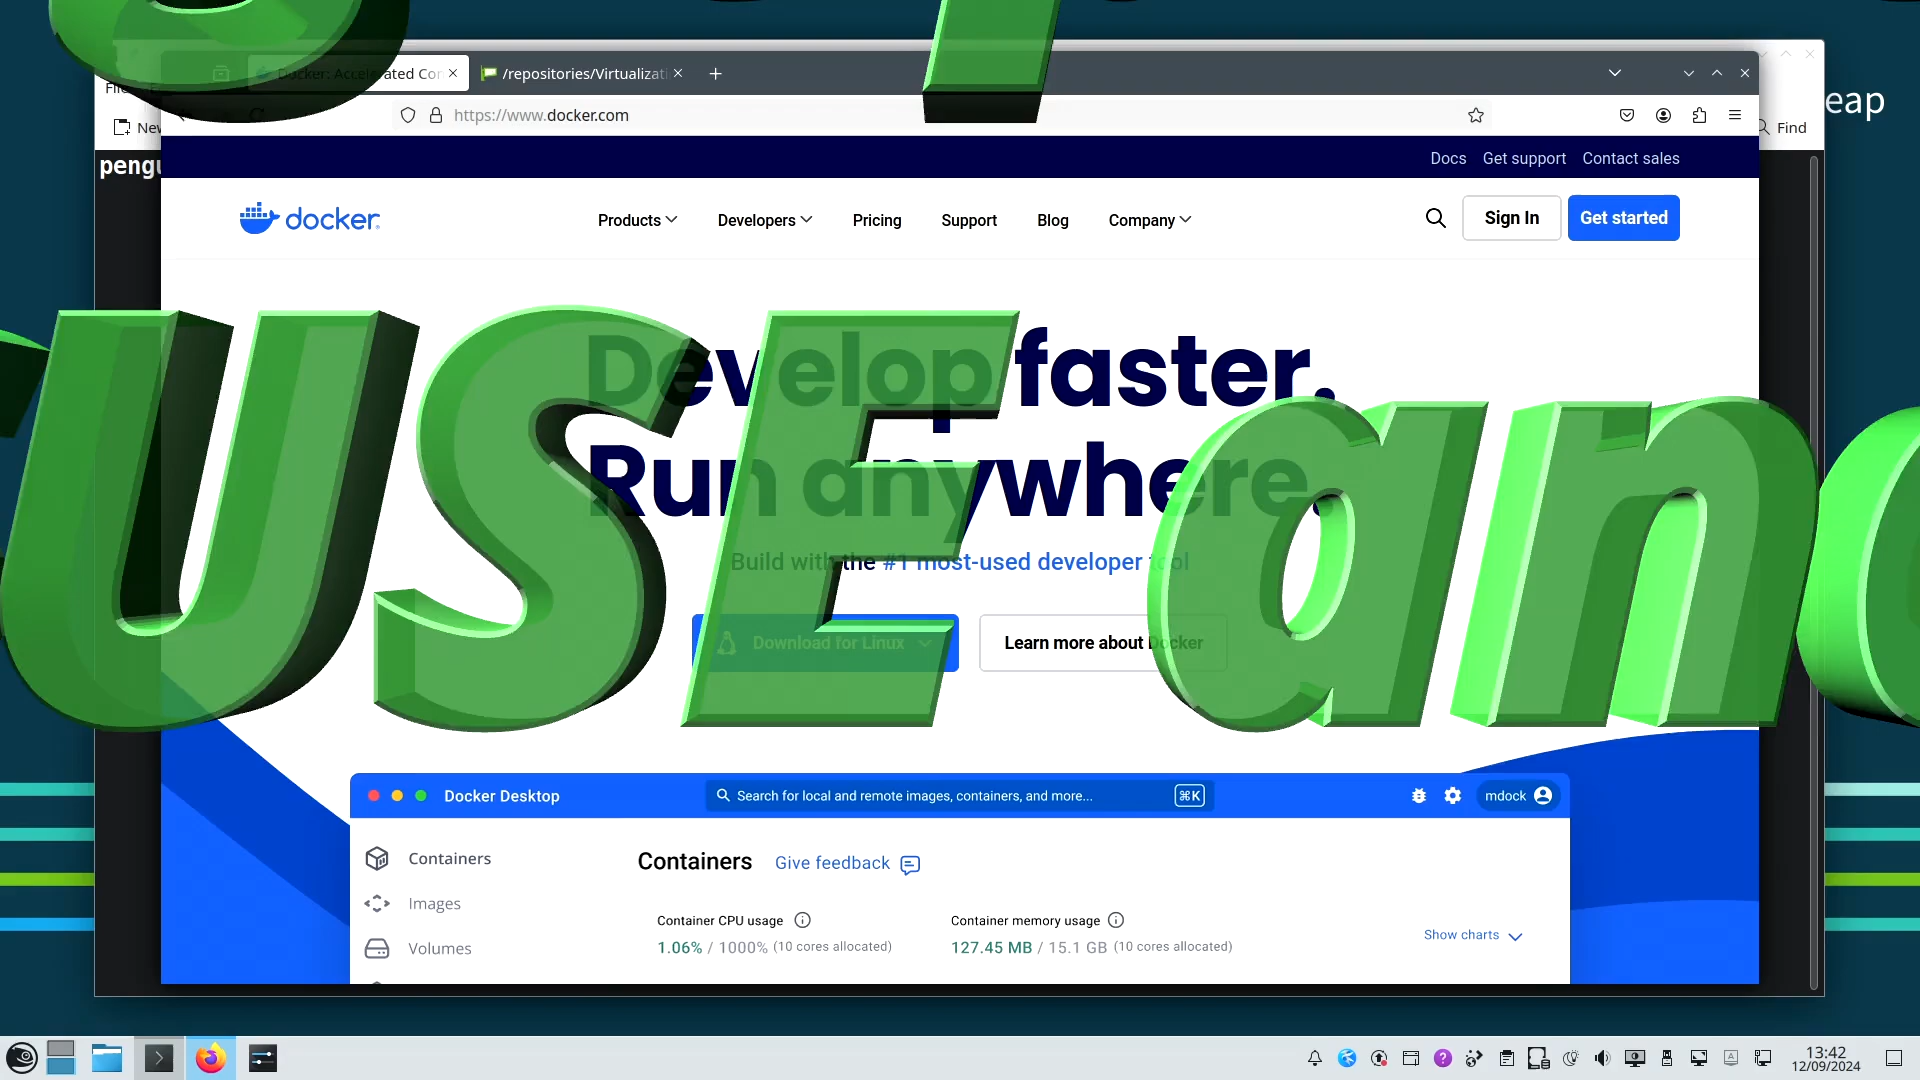 Docker: Accelerated Con
/repositories/Virtualizati
File
https://www.docker.com
eap
New
Find
pengu
Docs Get support Contact sales
docker
Products Developers Pricing Support Blog Company
Sign In Get started
USE and
Develop faster.
Run anywhere.
Build with the #1 most-used developer tool
Download for Linux
Learn more about Docker
Docker Desktop
Search for local and remote images, containers, and more...
⌘K
mdock
Containers
Images
Volumes
Containers Give feedback
Container CPU usage
1.06% / 1000% (10 cores allocated)
Container memory usage
127.45 MB / 15.1 GB (10 cores allocated)
Show charts
13:42
12/09/2024